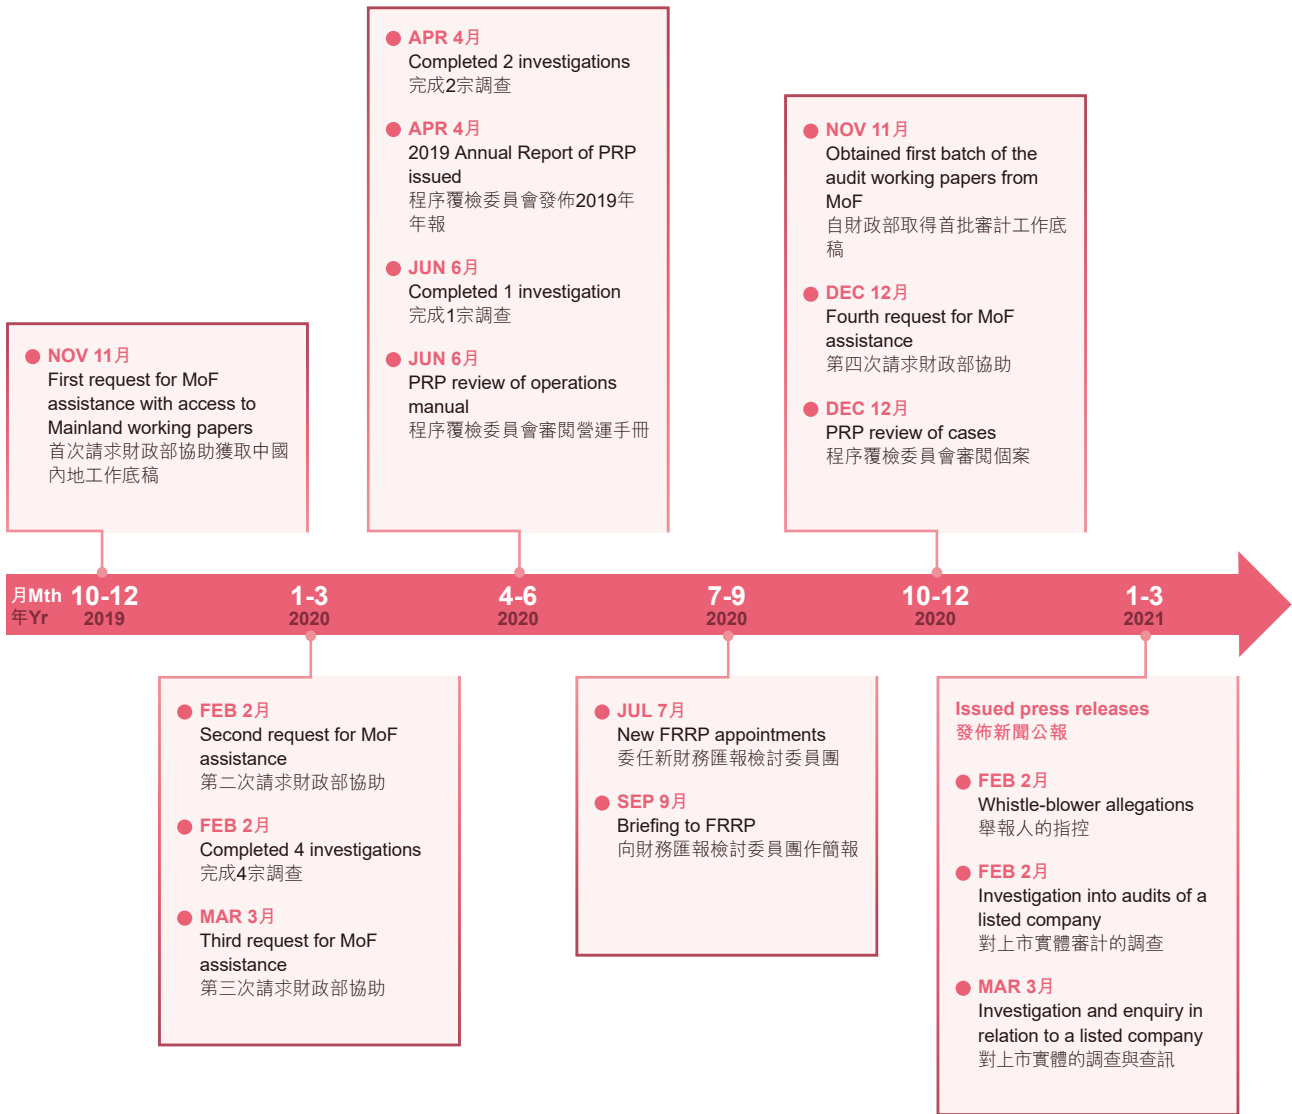 APR 4月
Completed 2 investigations
完成2宗調查
APR 4月
2019 Annual Report of PRP
issued
程序覆檢委員會發佈2019年
年報
JUN 6月
Completed 1 investigation
完成1宗調查
JUN 6月
PRP review of operations
manual
程序覆檢委員會審閱營運手冊
NOV 11月
Obtained first batch of the
audit working papers from
MoF
自財政部取得首批審計工作底
稿
DEC 12月
Fourth request for MoF
assistance
第四次請求財政部協助
DEC 12月
PRP review of cases
程序覆檢委員會審閱個案
NOV 11月
First request for MoF
assistance with access to
Mainland working papers
首次請求財政部協助獲取中國
內地工作底稿
月Mth 10-12 1-3 4-6 7-9 10-12 1-3
年Yr 2019 2020 2020 2020 2020 2021
FEB 2月
Second request for MoF
assistance
第二次請求財政部協助
FEB 2月
Completed 4 investigations
完成4宗調查
MAR 3月
Third request for MoF
assistance
第三次請求財政部協助
JUL 7月
New FRRP appointments
委任新財務匯報檢討委員團
SEP 9月
Briefing to FRRP
向財務匯報檢討委員團作簡報
Issued press releases
發佈新聞公報
FEB 2月
Whistle-blower allegations
舉報人的指控
FEB 2月
Investigation into audits of a
listed company
對上市實體審計的調查
MAR 3月
Investigation and enquiry in
relation to a listed company
對上市實體的調查與查訊